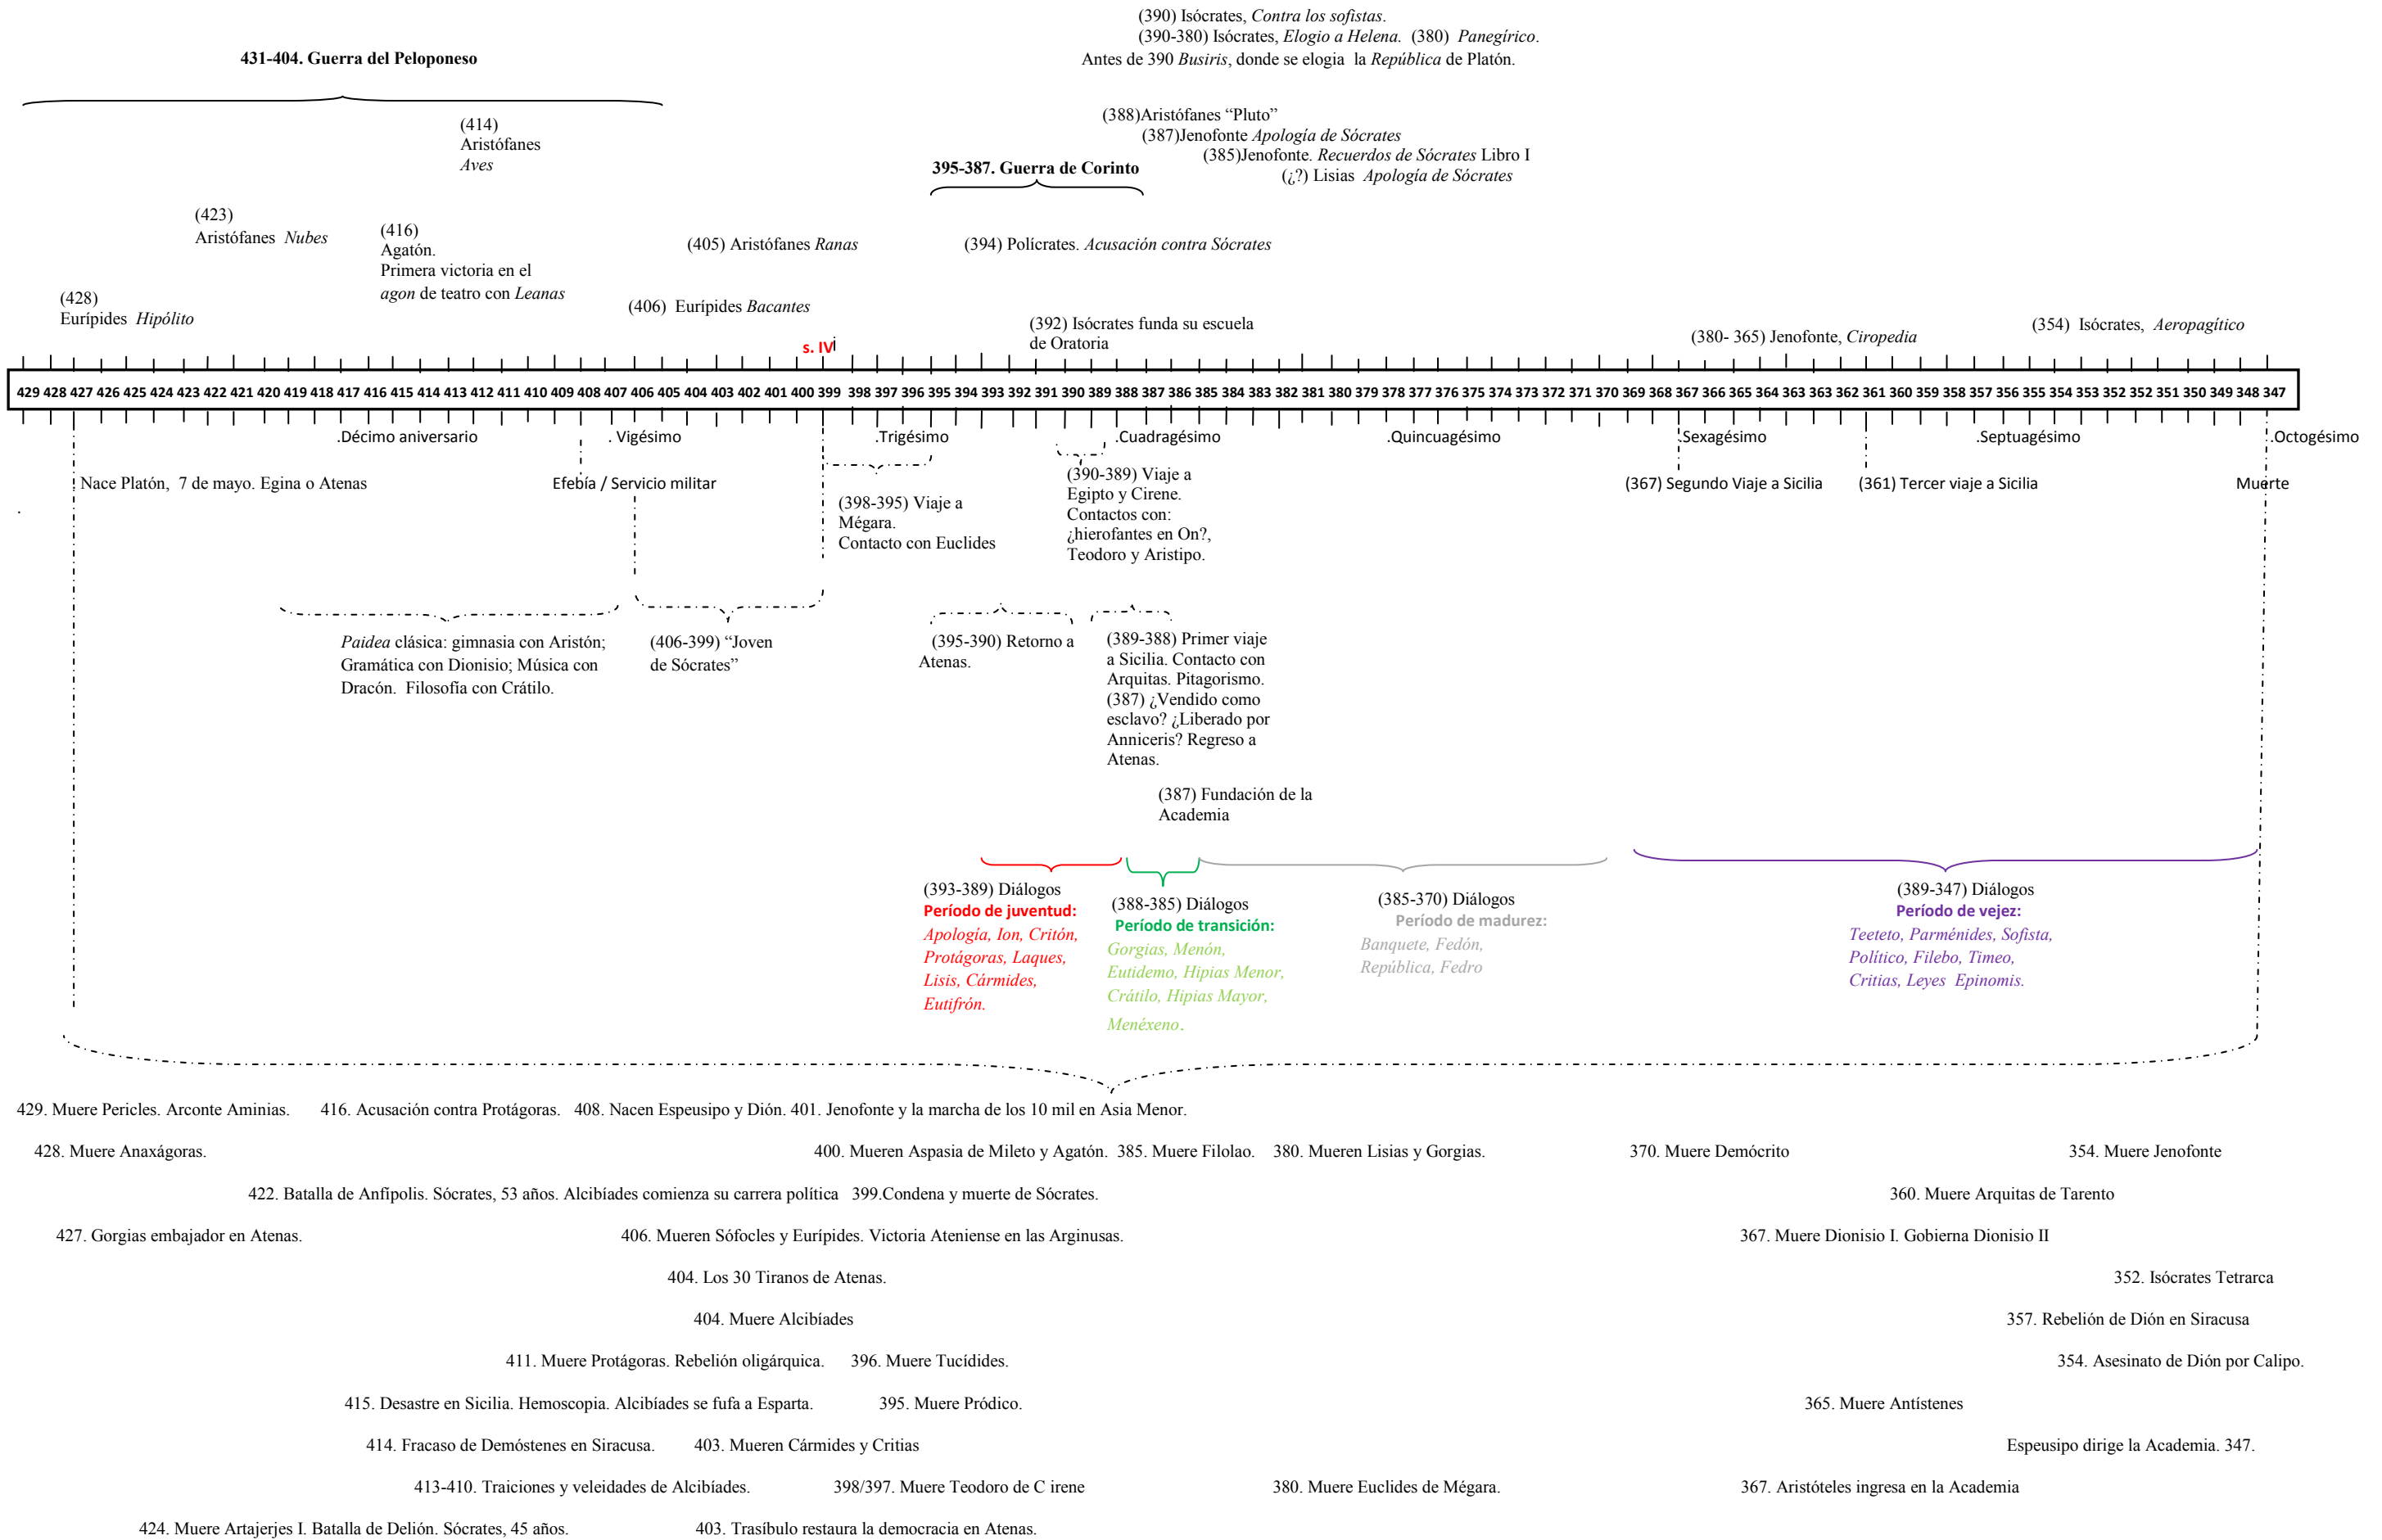 (390) Isócrates, Contra los sofistas.
(390-380) Isócrates, Elogio a Helena. (380) Panegírico.
Antes de 390 Busiris, donde se elogia la República de Platón.
431-404. Guerra del Peloponeso
(388)Aristófanes “Pluto”
(387)Jenofonte Apología de Sócrates
(385)Jenofonte. Recuerdos de Sócrates Libro I
(¿?) Lisias Apología de Sócrates
(414)
Aristófanes
Aves
395-387. Guerra de Corinto
(423)
Aristófanes Nubes
(416)
Agatón.
Primera victoria en el
agon de teatro con Leanas
(405) Aristófanes Ranas
(394) Polícrates. Acusación contra Sócrates
(428)
Eurípides Hipólito
(406) Eurípides Bacantes
(392) Isócrates funda su escuela
de Oratoria
(380- 365) Jenofonte, Ciropedia
(354) Isócrates, Aeropagítico
s. IVi
429 428 427 426 425 424 423 422 421 420 419 418 417 416 415 414 413 412 411 410 409 408 407 406 405 404 403 402 401 400 399 398 397 396 395 394 393 392 391 390 389 388 387 386 385 384 383 382 381 380 379 378 377 376 375 374 373 372 371 370 369 368 367 366 365 364 363 363 362 361 360 359 358 357 356 355 354 353 352 352 351 350 349 348 347
.Décimo aniversario
. Vigésimo
.Trigésimo
.Cuadragésimo
.Quincuagésimo
.Sexagésimo
.Septuagésimo
.Octogésimo
Nace Platón, 7 de mayo. Egina o Atenas
Efebía / Servicio militar
(398-395) Viaje a
Mégara.
Contacto con Euclides
(390-389) Viaje a
Egipto y Cirene.
Contactos con:
¿hierofantes en On?,
Teodoro y Aristipo.
(367) Segundo Viaje a Sicilia
(361) Tercer viaje a Sicilia
Muerte
.
Paidea clásica: gimnasia con Aristón;
Gramática con Dionisio; Música con
Dracón. Filosofía con Crátilo.
(406-399) “Joven
de Sócrates”
(395-390) Retorno a
Atenas.
(389-388) Primer viaje
a Sicilia. Contacto con
Arquitas. Pitagorismo.
(387) ¿Vendido como
esclavo? ¿Liberado por
Anniceris? Regreso a
Atenas.
(387) Fundación de la
Academia
(393-389) Diálogos
Período de juventud:
Apología, Ion, Critón,
Protágoras, Laques,
Lisis, Cármides,
Eutifrón.
(388-385) Diálogos
Período de transición:
Gorgias, Menón,
Eutidemo, Hipias Menor,
Crátilo, Hipias Mayor,
Menéxeno.
(385-370) Diálogos
Período de madurez:
Banquete, Fedón,
República, Fedro
(389-347) Diálogos
Período de vejez:
Teeteto, Parménides, Sofista,
Político, Filebo, Timeo,
Critias, Leyes Epinomis.
429. Muere Pericles. Arconte Aminias. 416. Acusación contra Protágoras. 408. Nacen Espeusipo y Dión. 401. Jenofonte y la marcha de los 10 mil en Asia Menor.
428. Muere Anaxágoras. 400. Mueren Aspasia de Mileto y Agatón. 385. Muere Filolao. 380. Mueren Lisias y Gorgias. 370. Muere Demócrito 354. Muere Jenofonte
422. Batalla de Anfípolis. Sócrates, 53 años. Alcibíades comienza su carrera política 399.Condena y muerte de Sócrates. 360. Muere Arquitas de Tarento
427. Gorgias embajador en Atenas. 406. Mueren Sófocles y Eurípides. Victoria Ateniense en las Arginusas. 367. Muere Dionisio I. Gobierna Dionisio II
404. Los 30 Tiranos de Atenas. 352. Isócrates Tetrarca
404. Muere Alcibíades 357. Rebelión de Dión en Siracusa
411. Muere Protágoras. Rebelión oligárquica. 396. Muere Tucídides. 354. Asesinato de Dión por Calipo.
415. Desastre en Sicilia. Hemoscopia. Alcibíades se fufa a Esparta. 395. Muere Pródico. 365. Muere Antístenes
414. Fracaso de Demóstenes en Siracusa. 403. Mueren Cármides y Critias Espeusipo dirige la Academia. 347.
413-410. Traiciones y veleidades de Alcibíades. 398/397. Muere Teodoro de C irene 380. Muere Euclides de Mégara. 367. Aristóteles ingresa en la Academia
424. Muere Artajerjes I. Batalla de Delión. Sócrates, 45 años. 403. Trasíbulo restaura la democracia en Atenas.